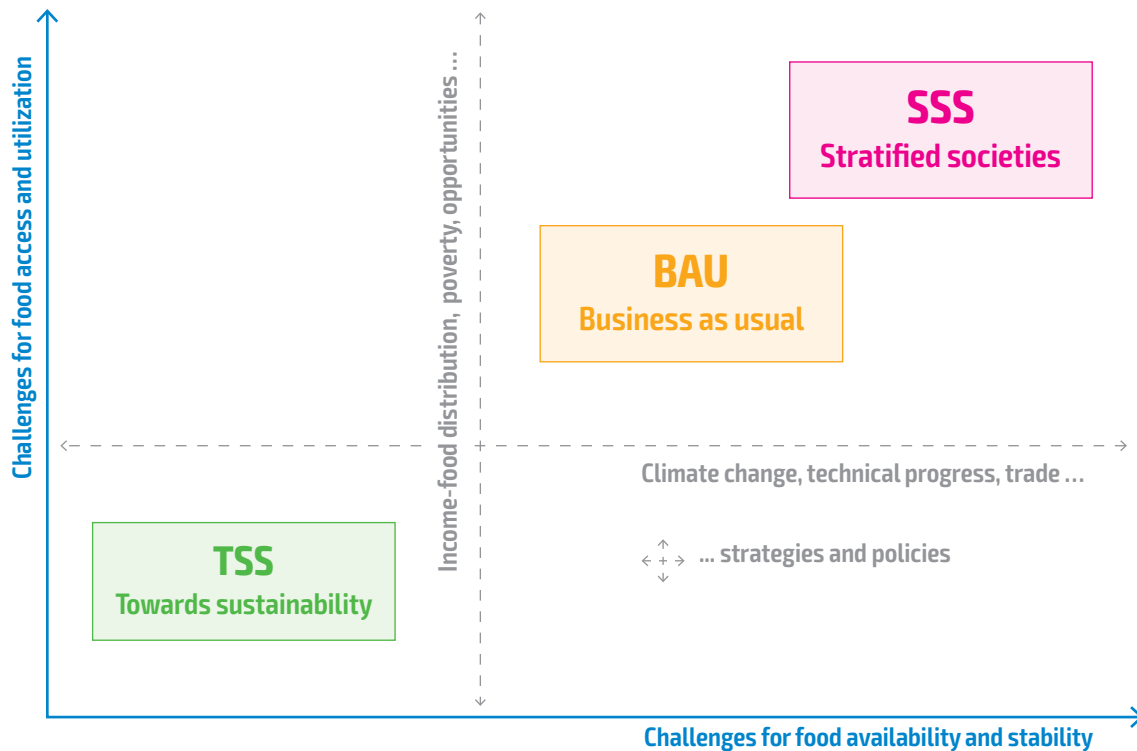 Challenges for food access and utilization
Income-food distribution, poverty, opportunities ...
SSS
Stratified societies
BAU
Business as usual
Climate change, technical progress, trade ...
TSS
Towards sustainability
... strategies and policies
Challenges for food availability and stability